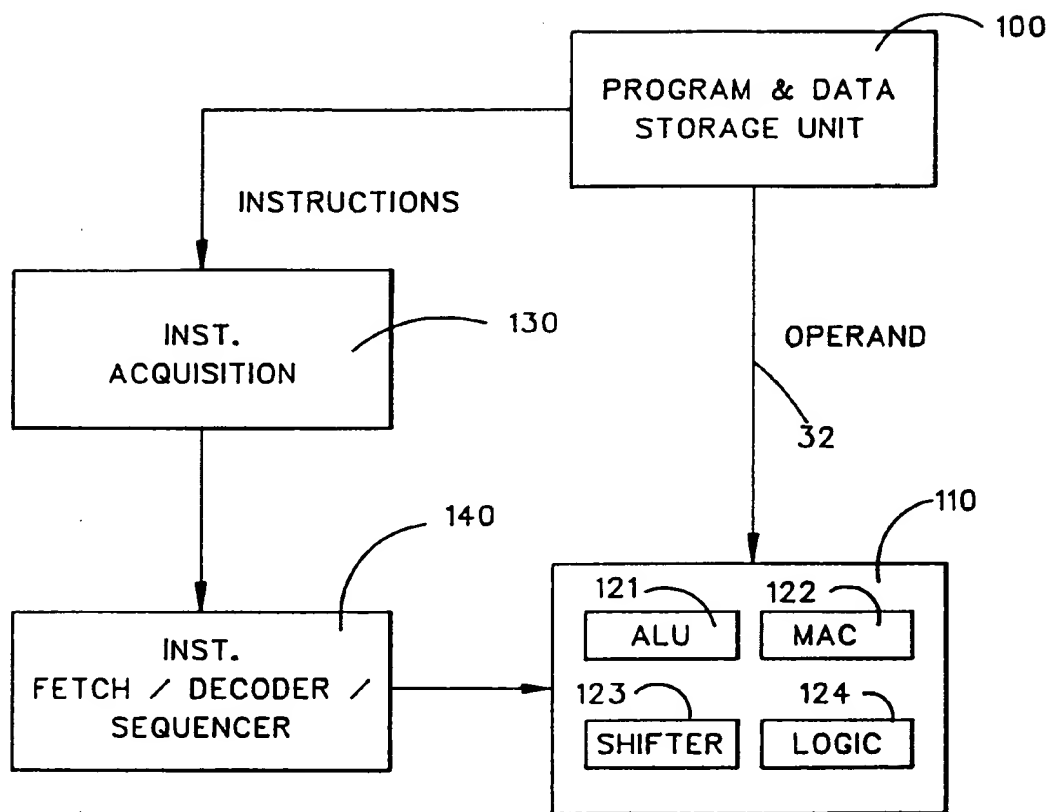 100
PROGRAM & DATA
STORAGE UNIT
INSTRUCTIONS
INST.
ACQUISITION
130
OPERAND
32
140
110
INST.
FETCH / DECODER /
SEQUENCER
121
122
ALU
MAC
123
124
SHIFTER
LOGIC